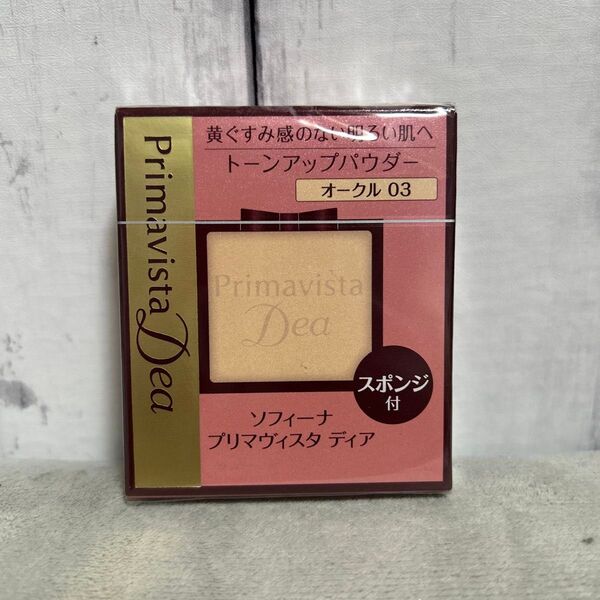 Primavista Dea
黄ぐすみ感のない明るい肌へ
トーンアップパウダー
オークル 03
Primavista
Dea
スポンジ
付
ソフィーナ
プリマヴィスタ ディア